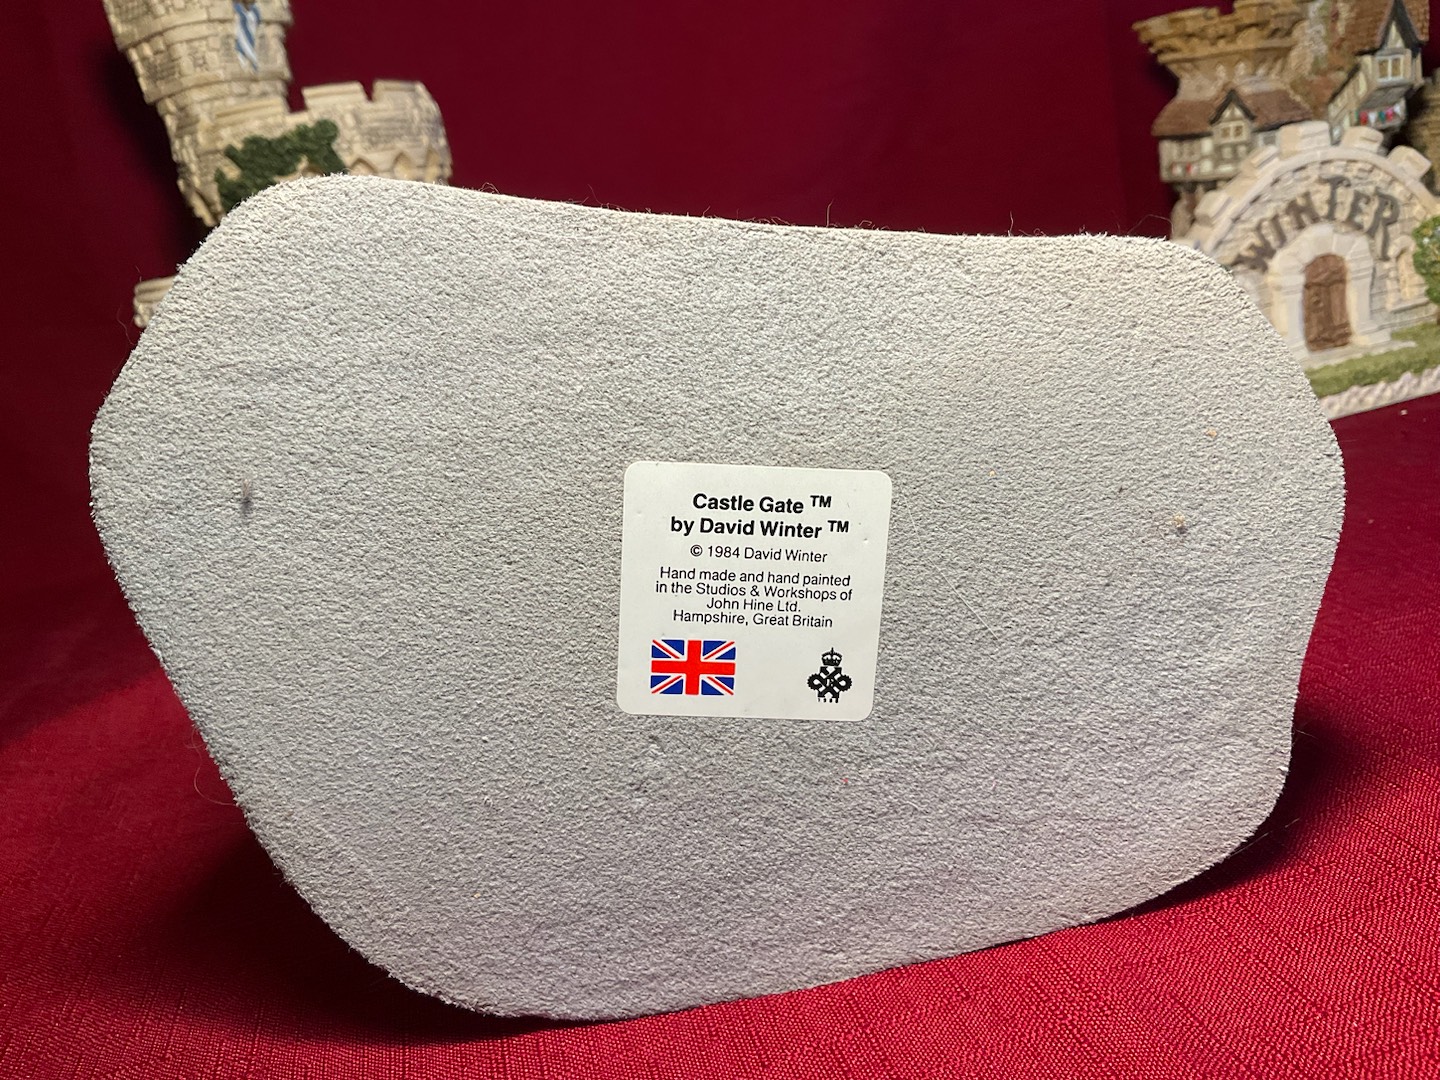 WINTER
Castle Gate ™
by David Winter ™
© 1984 David Winter
Hand made and hand painted
in the Studios & Workshops of
John Hine Ltd.
Hampshire, Great Britain